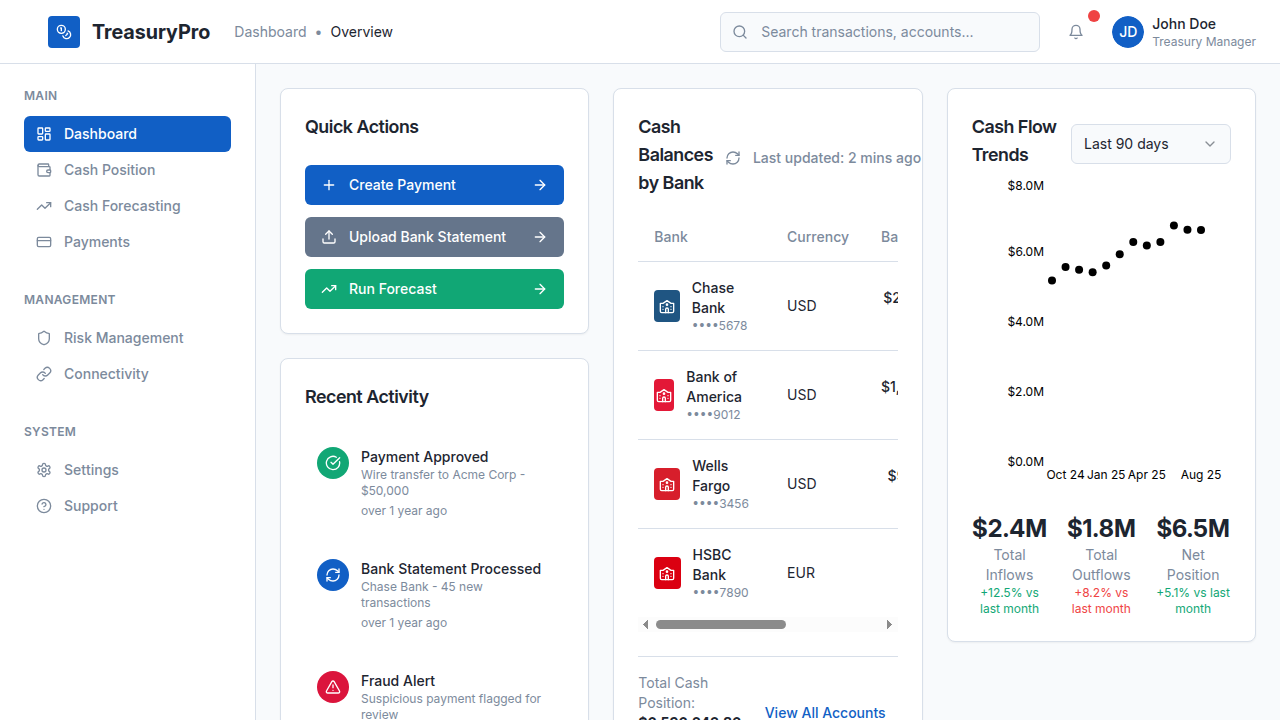 TreasuryPro
Dashboard • Overview
Search transactions, accounts...
JD
John Doe
Treasury Manager
MAIN
Dashboard
Cash Position
Cash Forecasting
Payments
MANAGEMENT
Risk Management
Connectivity
SYSTEM
Settings
Support
Quick Actions
Create Payment
Upload Bank Statement
Run Forecast
Recent Activity
Payment Approved
Wire transfer to Acme Corp -
$50,000
over 1 year ago
Bank Statement Processed
Chase Bank - 45 new
transactions
over 1 year ago
Fraud Alert
Suspicious payment flagged for
review
Cash
Balances
by Bank
Last updated: 2 mins ago
Bank Currency Ba
Chase
Bank
••••5678
USD
$2
Bank of
America
••••9012
USD
$1,
Wells
Fargo
••••3456
USD
HSBC
Bank
••••7890
EUR
Total Cash
Position:
View All Accounts
Cash Flow
Trends
Last 90 days
$8.0M
$6.0M
$4.0M
$2.0M
$0.0M
Oct 24 Jan 25 Apr 25 Aug 25
$2.4M
Total
Inflows
+12.5% vs
last month
$1.8M
Total
Outflows
+8.2% vs
last month
$6.5M
Net
Position
+5.1% vs last
month